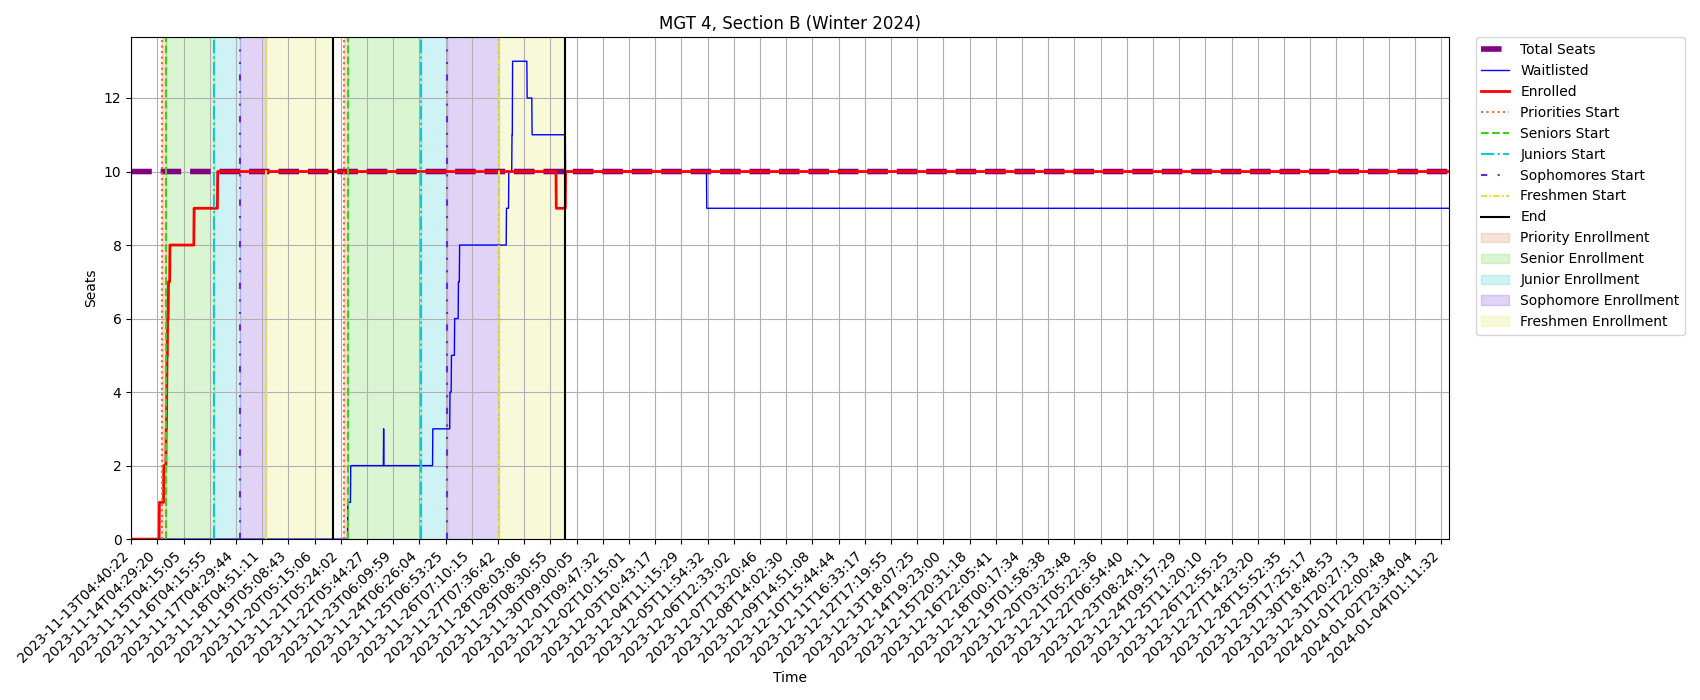 MGT 4, Section B (Winter 2024)
Total Seats
Waitlisted
Enrolled
Priorities Start
Seniors Start
Juniors Start
Sophomores Start
Freshmen Start
End
Priority Enrollment
Senior Enrollment
Junior Enrollment
Sophomore Enrollment
Freshmen Enrollment
Seats
12
10
8
6
4
2
0
2023-11-13T04:40:22
2023-11-14T04:29:20
2023-11-15T04:15:05
2023-11-16T04:15:55
2023-11-17T04:29:44
2023-11-18T04:51:11
2023-11-19T05:08:43
2023-11-20T05:15:06
2023-11-21T05:24:02
2023-11-22T05:44:27
2023-11-23T06:09:59
2023-11-24T06:26:04
2023-11-25T06:53:25
2023-11-26T07:10:15
2023-11-27T07:36:42
2023-11-28T08:03:06
2023-11-29T08:30:55
2023-11-30T09:00:05
2023-12-01T09:47:32
2023-12-02T10:15:01
2023-12-03T10:43:17
2023-12-04T11:15:29
2023-12-05T11:54:32
2023-12-06T12:33:02
2023-12-07T13:20:46
2023-12-08T14:02:30
2023-12-09T14:51:08
2023-12-10T15:44:44
2023-12-11T16:33:17
2023-12-12T17:19:55
2023-12-13T18:07:25
2023-12-14T19:23:00
2023-12-15T20:31:18
2023-12-16T22:05:41
2023-12-18T00:17:34
2023-12-19T01:58:38
2023-12-20T03:23:48
2023-12-21T05:22:36
2023-12-22T06:54:40
2023-12-23T08:24:11
2023-12-24T09:57:29
2023-12-25T11:20:10
2023-12-26T12:55:25
2023-12-27T14:23:20
2023-12-28T15:52:35
2023-12-29T17:25:17
2023-12-30T18:48:53
2023-12-31T20:27:13
2024-01-01T22:00:48
2024-01-02T23:34:04
2024-01-04T01:11:32
Time